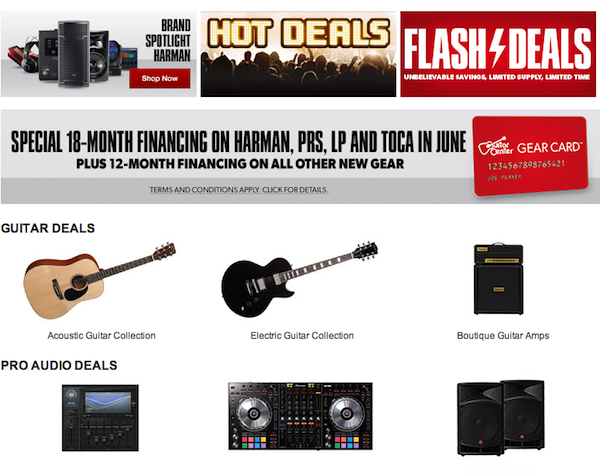 BRAND
SPOTLIGHT
HARMAN
Shop Now
HOT DEALS
FLASH DEALS
UNBELIEVABLE SAVINGS, LIMITED SUPPLY, LIMITED TIME
SPECIAL 18-MONTH FINANCING ON HARMAN, PRS, LP AND TOCA IN JUNE
PLUS 12-MONTH FINANCING ON ALL OTHER NEW GEAR
TERMS AND CONDITIONS APPLY. CLICK FOR DETAILS.
Guitar Center GEAR CARD™
1234567898765421
JOE PLAYER
GUITAR DEALS
Acoustic Guitar Collection
Electric Guitar Collection
Boutique Guitar Amps
PRO AUDIO DEALS